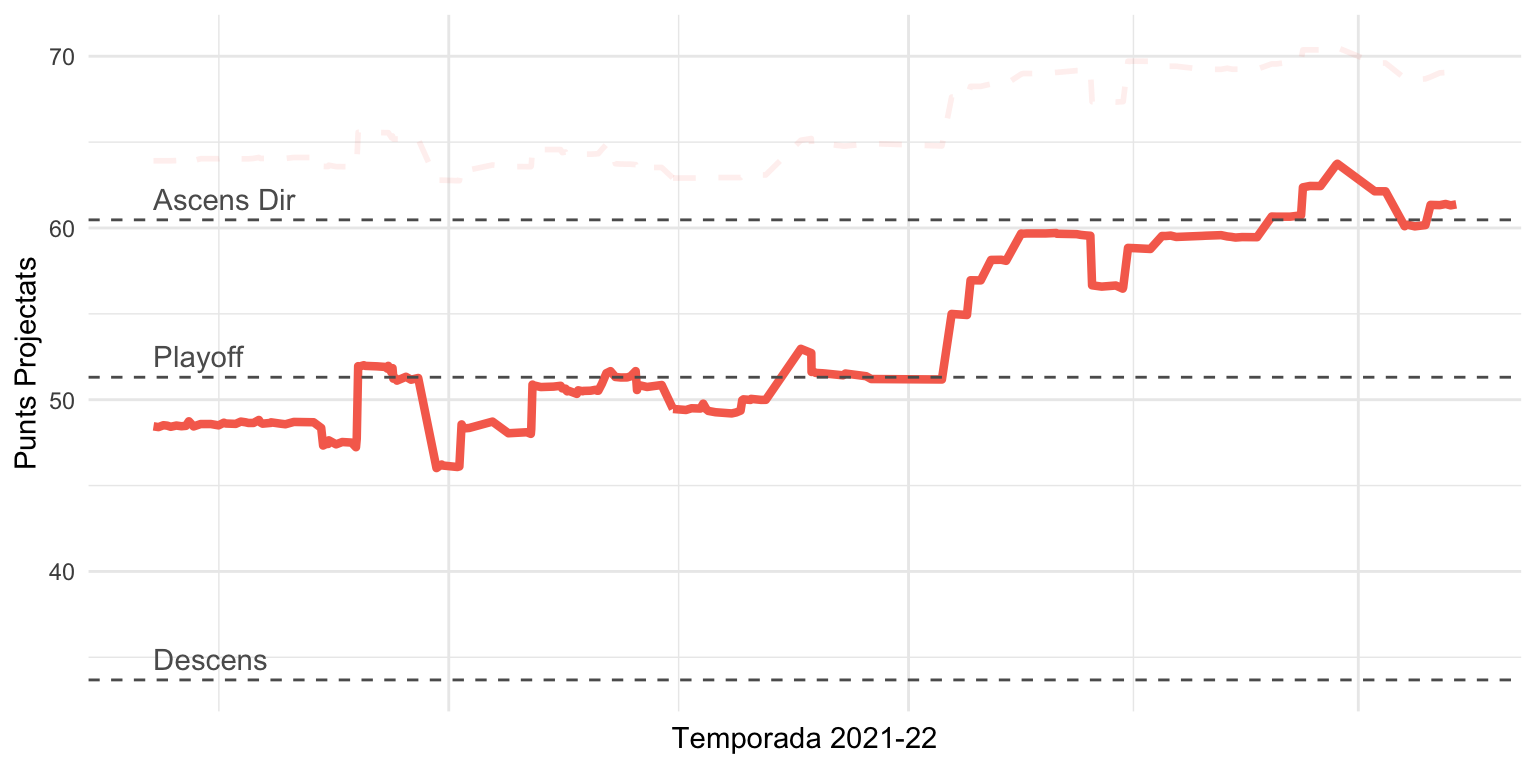 70
60
50
40
Punts Projectats
Ascens Dir
Playoff
Descens
Temporada 2021-22